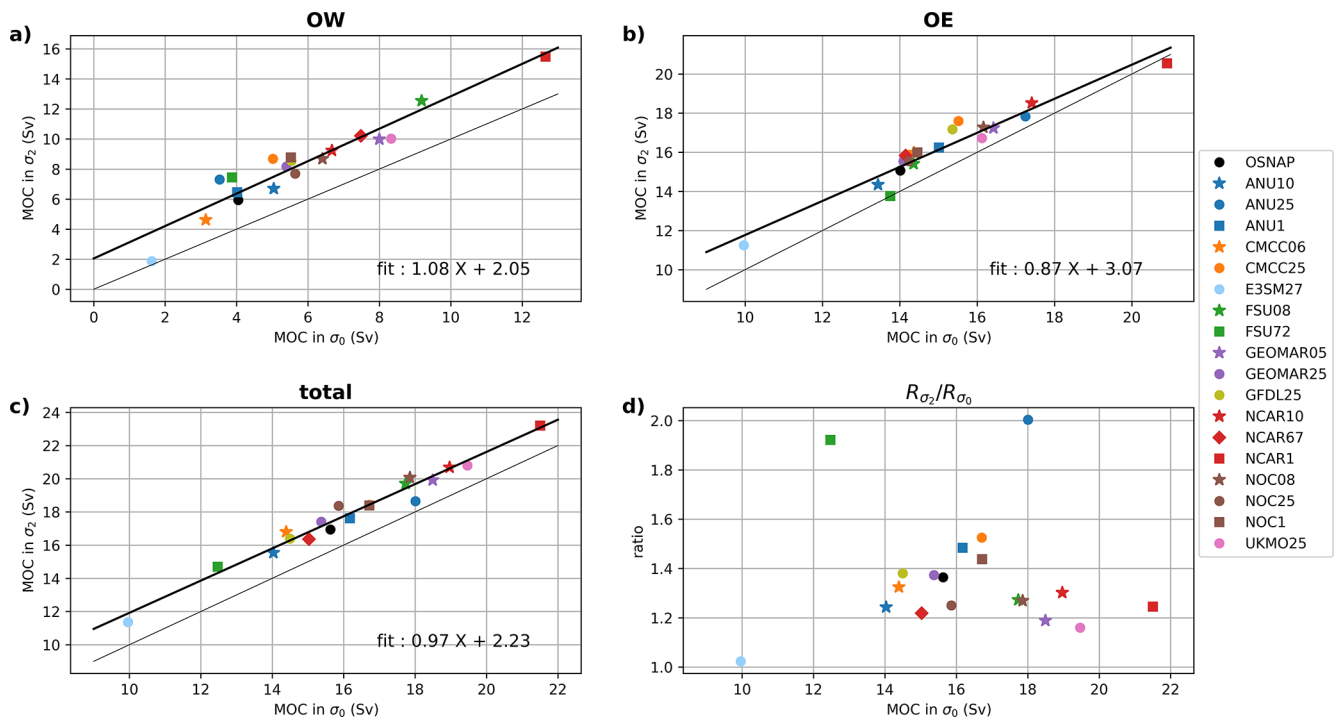 OW
a)
16
14
12
10
8
6
4
2
0
MOC in σ2 (Sv)
fit : 1.08 X + 2.05
0 2 4 6 8 10 12
MOC in σ0 (Sv)
OE
b)
20
18
16
14
12
10
MOC in σ2 (Sv)
fit : 0.87 X + 3.07
10 12 14 16 18 20
MOC in σ0 (Sv)
total
c)
24
22
20
18
16
14
12
10
MOC in σ2 (Sv)
fit : 0.97 X + 2.23
10 12 14 16 18 20 22
MOC in σ0 (Sv)
Rσ2/Rσ0
d)
2.0
1.8
1.6
1.4
1.2
1.0
ratio
10 12 14 16 18 20 22
MOC in σ0 (Sv)
OSNAP
ANU10
ANU25
ANU1
CMCC06
CMCC25
E3SM27
FSU08
FSU72
GEOMAR05
GEOMAR25
GFDL25
NCAR10
NCAR67
NCAR1
NOC08
NOC25
NOC1
UKMO25